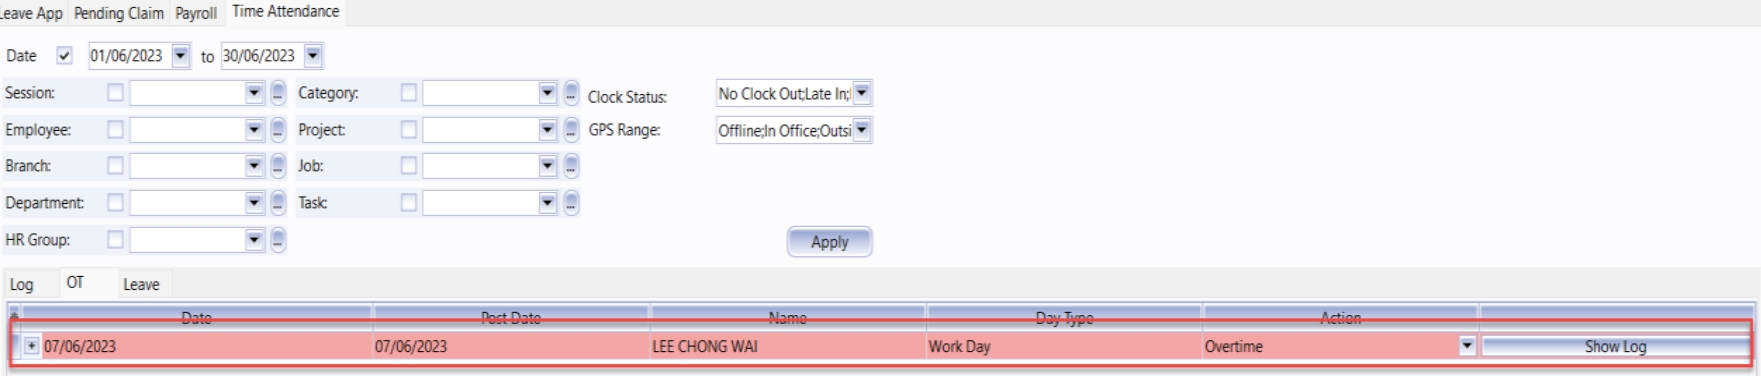 Leave App Pending Claim Payroll Time Attendance
Date 01/06/2023 to 30/06/2023
Session: ... Category: ... Clock Status: No Clock Out;Late In;
Employee: ... Project: ... GPS Range: Offline;In Office;Outsi
Branch: ... Job: ...
Department: ... Task: ...
HR Group: ... Apply
Log OT Leave
Date Post Date Name Day Type Action
07/06/2023 07/06/2023 LEE CHONG WAI Work Day Overtime Show Log